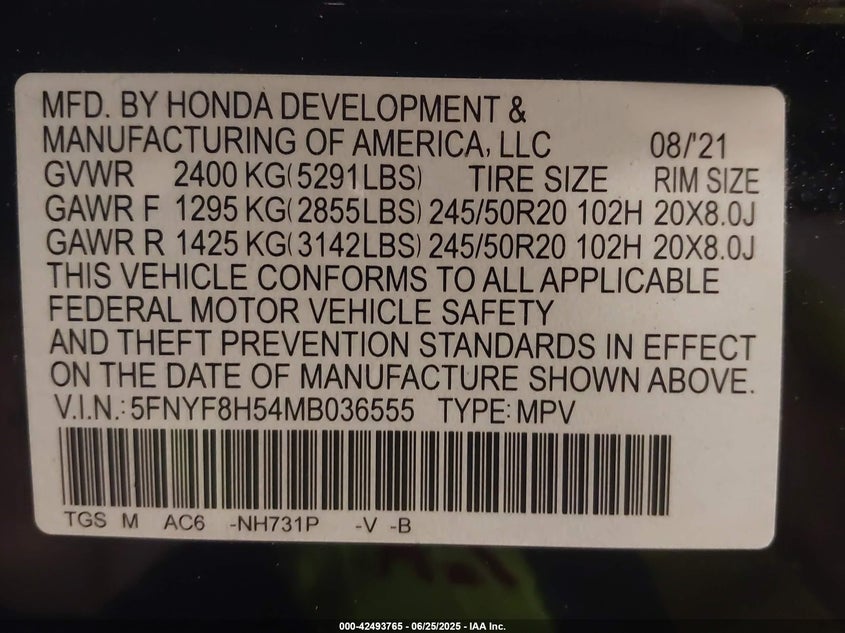 MFD. BY HONDA DEVELOPMENT &
MANUFACTURING OF AMERICA, LLC 08/'21
GVWR 2400 KG(5291LBS) TIRE SIZE RIM SIZE
GAWR F 1295 KG(2855LBS) 245/50R20 102H 20X8.0J
GAWR R 1425 KG(3142LBS) 245/50R20 102H 20X8.0J
THIS VEHICLE CONFORMS TO ALL APPLICABLE
FEDERAL MOTOR VEHICLE SAFETY
AND THEFT PREVENTION STANDARDS IN EFFECT
ON THE DATE OF MANUFACTURE SHOWN ABOVE.
V.I.N.: 5FNYF8H54MB036555 TYPE: MPV
TGS M AC6 -NH731P -V -B
000-42493765 - 06/25/2025 - IAA Inc.